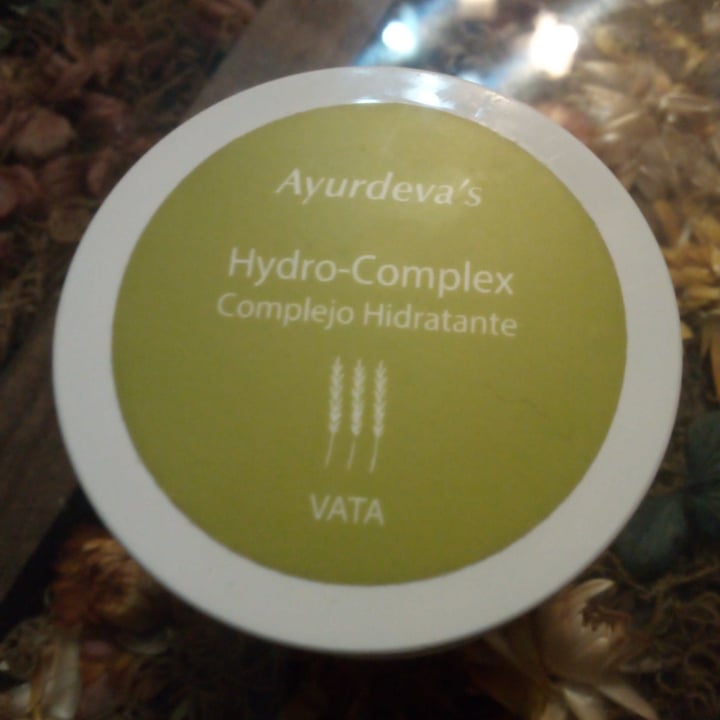 Ayurdeva's
Hydro-Complex
Complejo Hidratante
VATA